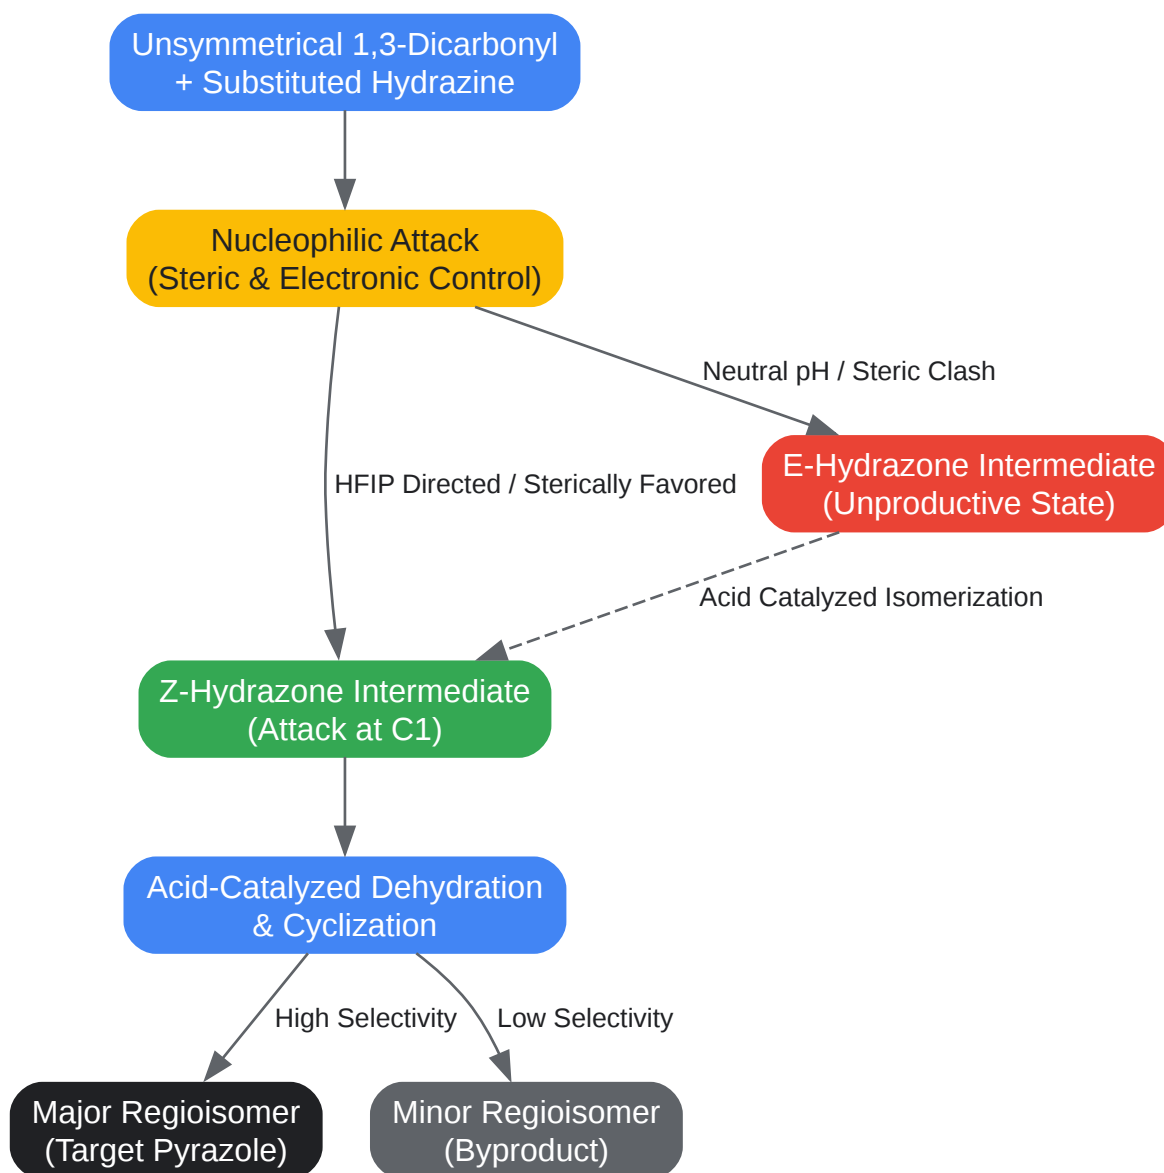 Unsymmetrical 1,3-Dicarbonyl
+ Substituted Hydrazine
Nucleophilic Attack
(Steric & Electronic Control)
Neutral pH / Steric Clash
E-Hydrazone Intermediate
(Unproductive State)
HFIP Directed / Sterically Favored
Acid Catalyzed Isomerization
Z-Hydrazone Intermediate
(Attack at C1)
Acid-Catalyzed Dehydration
& Cyclization
High Selectivity
Low Selectivity
Major Regioisomer
(Target Pyrazole)
Minor Regioisomer
(Byproduct)